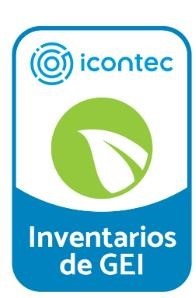 icontec
Inventarios
de GEI